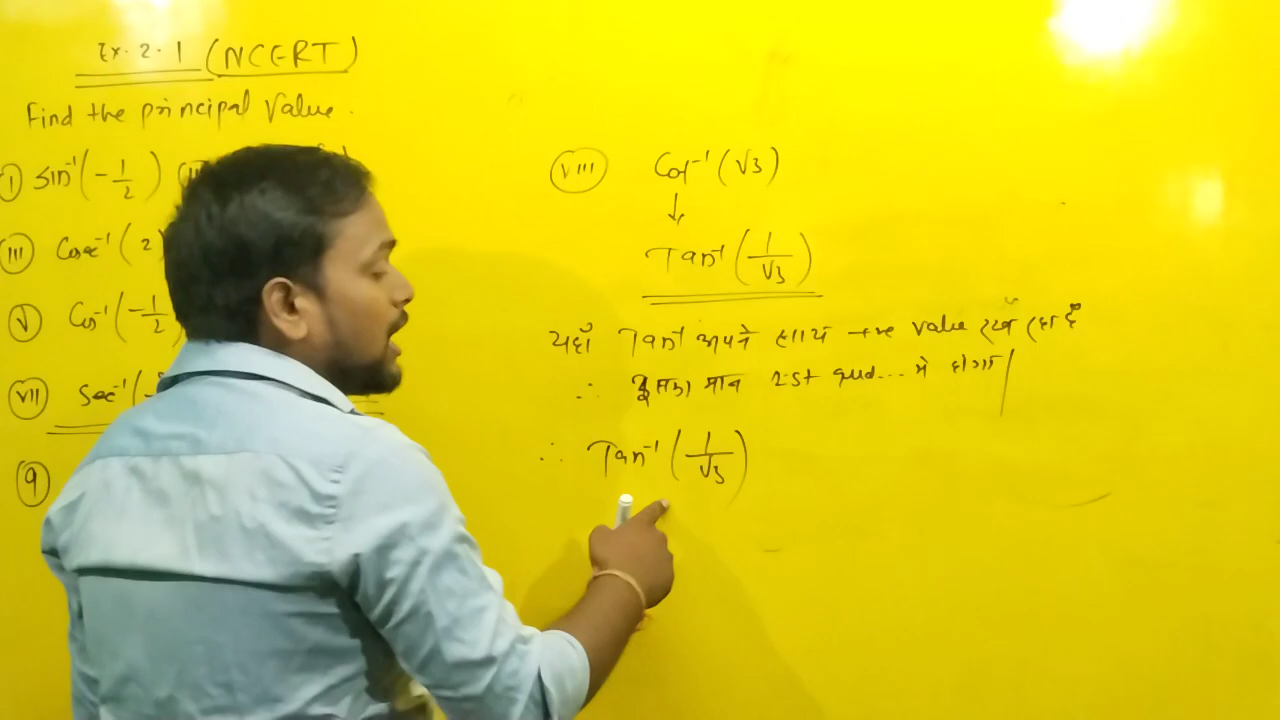 Ex. 2.1 (NCERT)
Find the principal Value.
(i) sin⁻¹(-1/2)
(iii) Cosec⁻¹(2
(v) Cos⁻¹(-1/2
(vii) Sec⁻¹(
(9)
(viii) Cot⁻¹(√3)
↓
Tan⁻¹(1/√3)
यहाँ Tan⁻¹ अपने साथ +ve value रख रहा है
∴ इसका मान 1st quad... में होगा/
∴ Tan⁻¹(1/√3)